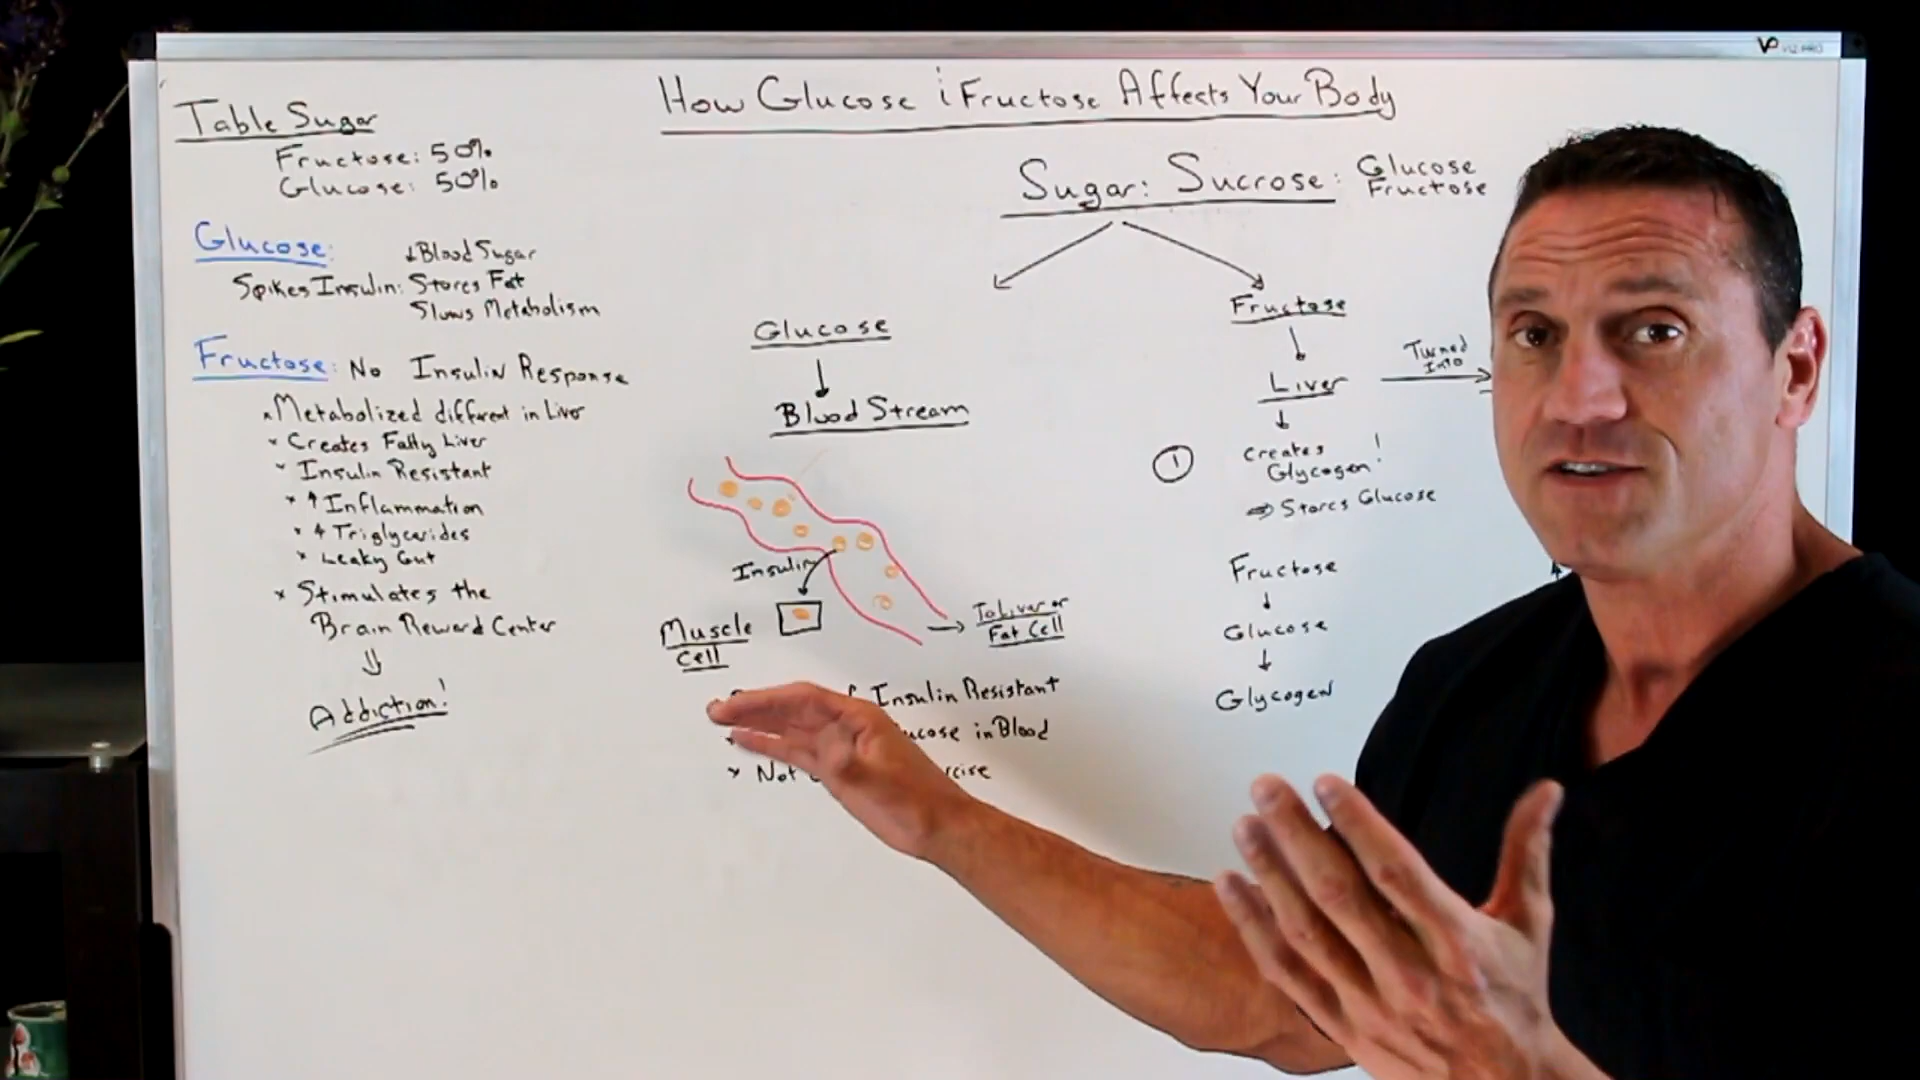 VIZ-PRO
How Glucose i Fructose Affects Your Body
Table Sugar
Fructose: 50%
Glucose: 50%
Glucose:
↓ Blood Sugar
Spikes Insulin: Stores Fat
Slows Metabolism
Fructose: No Insulin Response
* Metabolized different in Liver
* Creates Fatty Liver
* Insulin Resistant
* ↑ Inflammation
* ↑ Triglycerides
* Leaky Gut
* Stimulates the
Brain Reward Center
⇓
Addiction!
Sugar: Sucrose: Glucose
Fructose
Glucose
↓
Blood Stream
Insulin
Muscle
Cell
→ To Liver or
Fat Cell
Insulin Resistant
in Blood
* Not
Fructose
↓
Liver
Turned
Into
→
↓
① Creates
Glycogen!
⇒ Stores Glucose
Fructose
↓
Glucose
↓
Glycogen